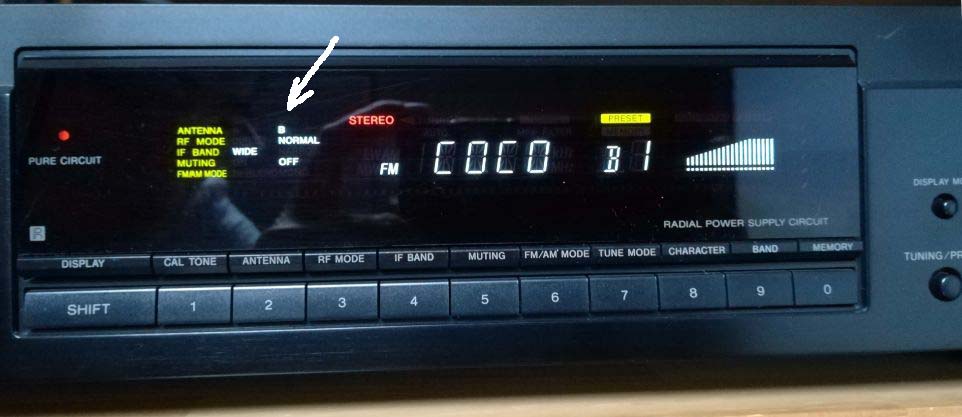 PURE CIRCUIT
ANTENNA B
RF MODE NORMAL
IF BAND WIDE
MUTING OFF
FM/AM MODE
STEREO
FM COCO
PRESET
MEMORY
B1
RADIAL POWER SUPPLY CIRCUIT
R
DISPLAY CAL TONE ANTENNA RF MODE IF BAND MUTING FM/AM MODE TUNE MODE CHARACTER BAND MEMORY
SHIFT 1 2 3 4 5 6 7 8 9 0
DISPLAY M
TUNING/PR